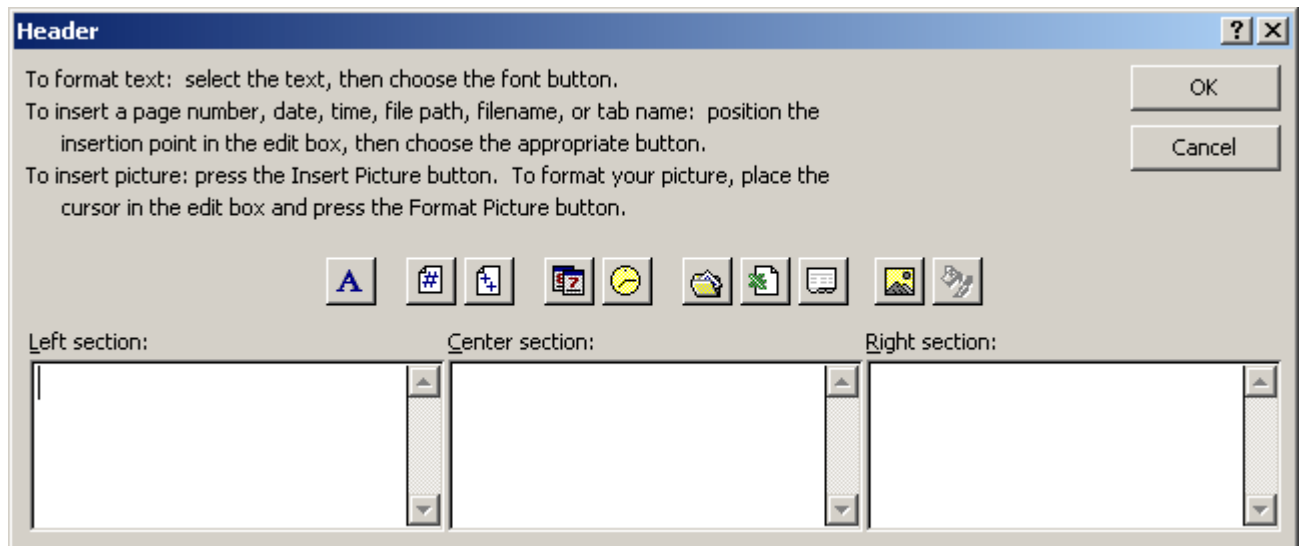 Header
To format text:  select the text, then choose the font button.
To insert a page number, date, time, file path, filename, or tab name:  position the
insertion point in the edit box, then choose the appropriate button.
To insert picture: press the Insert Picture button.  To format your picture, place the
cursor in the edit box and press the Format Picture button.
OK
Cancel
A
#
Left section:
Center section:
Right section: